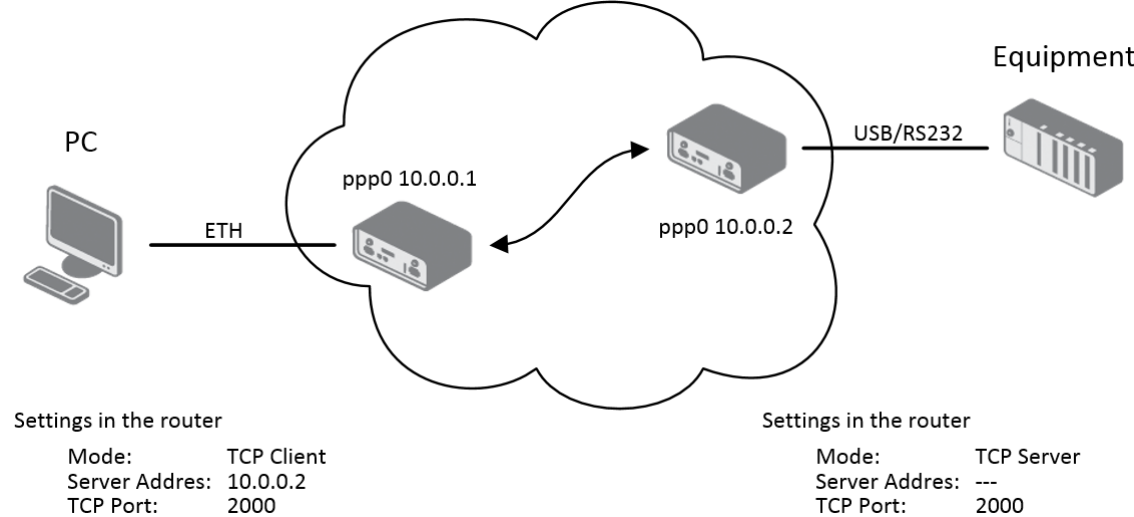 Equipment
PC
USB/RS232
ppp0 10.0.0.1
ETH
ppp0 10.0.0.2
Settings in the router
Mode: TCP Client
Server Addres: 10.0.0.2
TCP Port: 2000
Settings in the router
Mode: TCP Server
Server Addres: ---
TCP Port: 2000